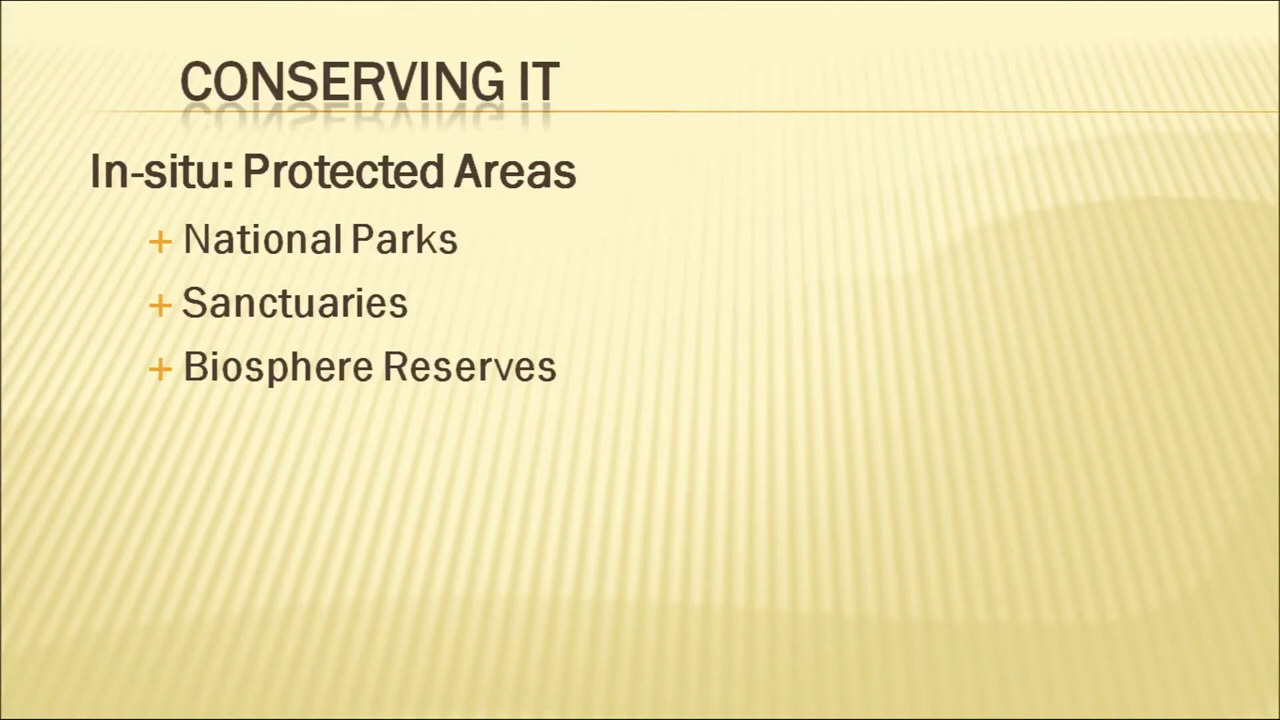 CONSERVING IT
In-situ: Protected Areas
+ National Parks
+ Sanctuaries
+ Biosphere Reserves